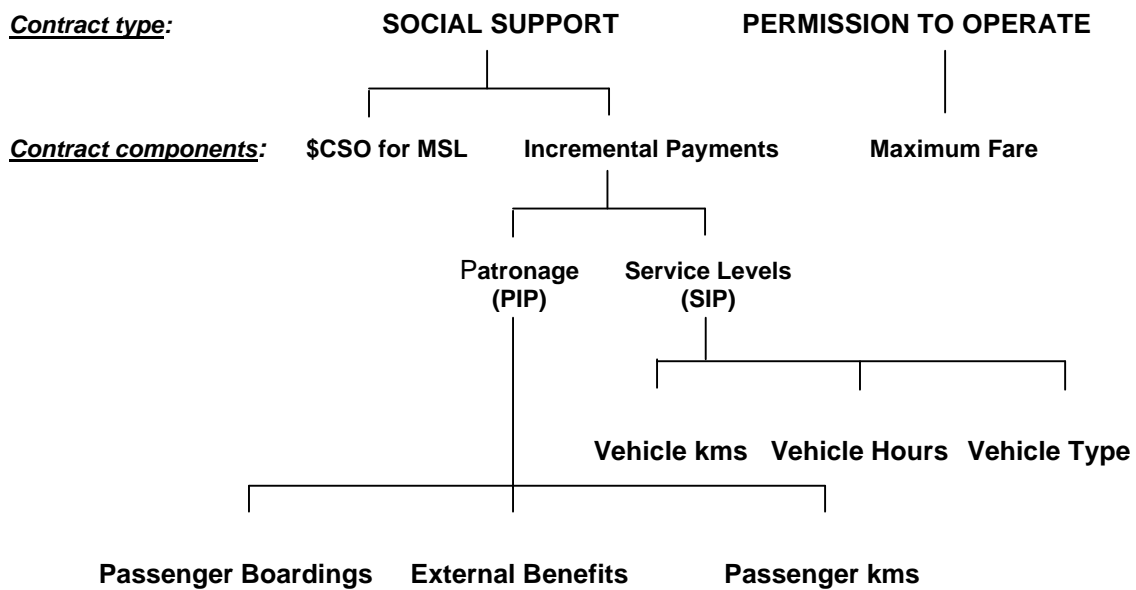 Contract type: SOCIAL SUPPORT PERMISSION TO OPERATE
Contract components: $CSO for MSL Incremental Payments Maximum Fare
Patronage Service Levels
(PIP) (SIP)
Vehicle kms Vehicle Hours Vehicle Type
Passenger Boardings External Benefits Passenger kms